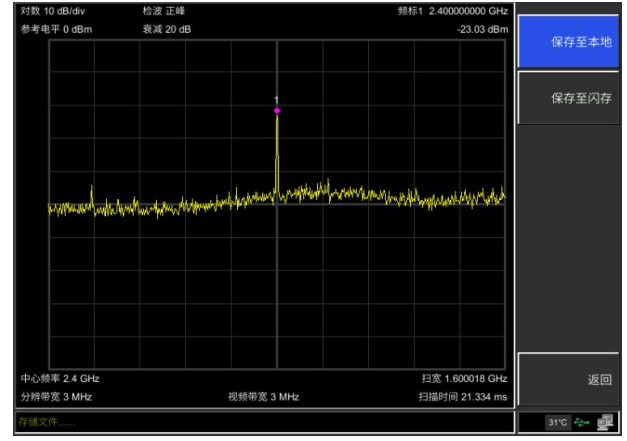 对数 10 dB/div 检波 正峰 频标1 2.400000000 GHz
参考电平 0 dBm 衰减 20 dB -23.03 dBm
保存至本地
保存至闪存
1
中心频率 2.4 GHz 扫宽 1.600018 GHz
返回
分辨带宽 3 MHz 视频带宽 3 MHz 扫描时间 21.334 ms
存储文件......
31°C